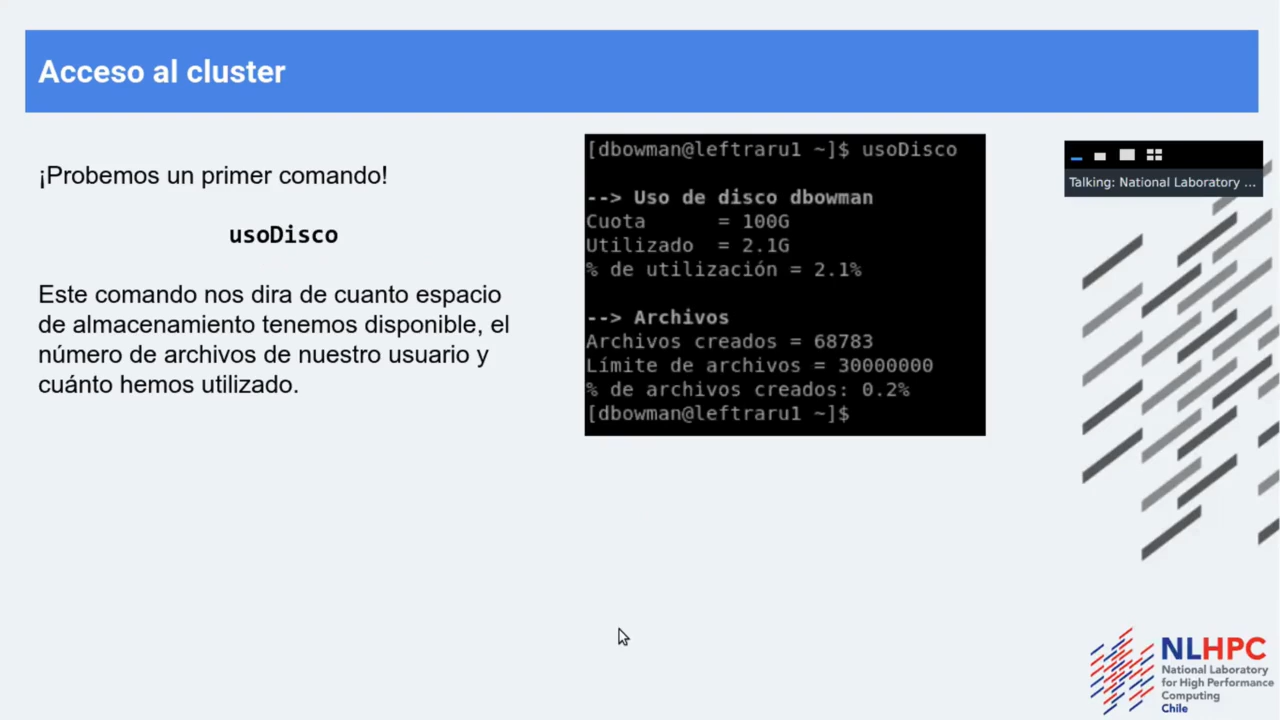 Acceso al cluster
¡Probemos un primer comando!
usoDisco
Este comando nos dira de cuanto espacio
de almacenamiento tenemos disponible, el
número de archivos de nuestro usuario y
cuánto hemos utilizado.
[dbowman@leftraru1 ~]$ usoDisco
--> Uso de disco dbowman
Cuota = 100G
Utilizado = 2.1G
% de utilización = 2.1%
--> Archivos
Archivos creados = 68783
Límite de archivos = 30000000
% de archivos creados: 0.2%
[dbowman@leftraru1 ~]$
Talking: National Laboratory ...
NLHPC
National Laboratory
for High Performance
Computing
Chile